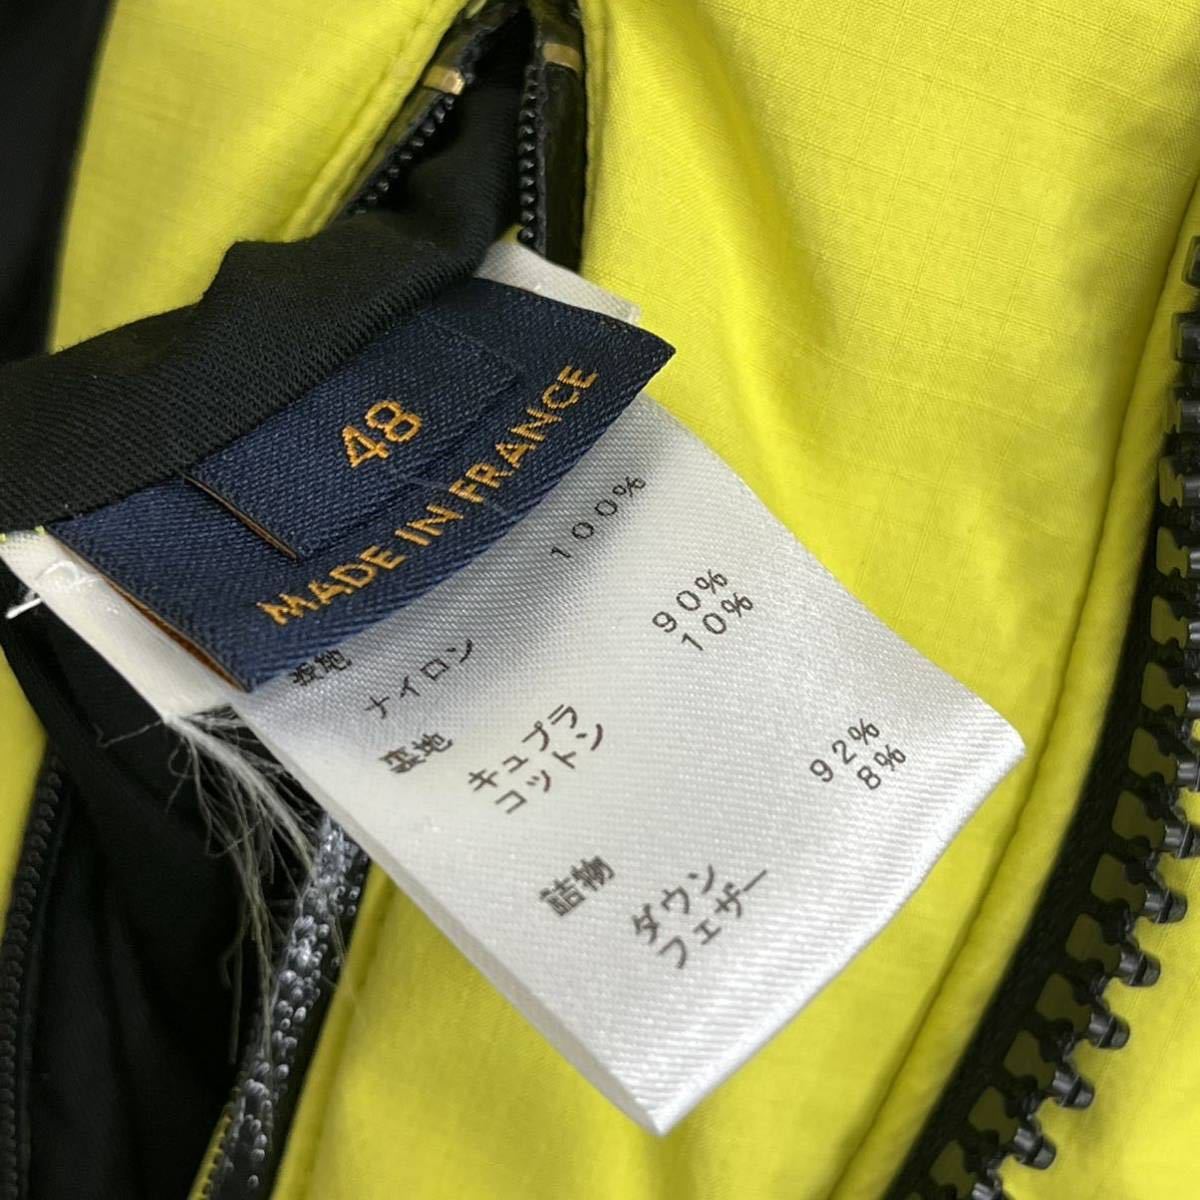 48
MADE IN FRANCE
表地
ナイロン 100%
裏地
キュプラ 90%
コットン 10%
詰物
ダウン 92%
フェザー 8%